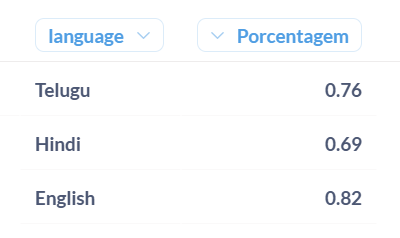 language Porcentagem
Telugu 0.76
Hindi 0.69
English 0.82